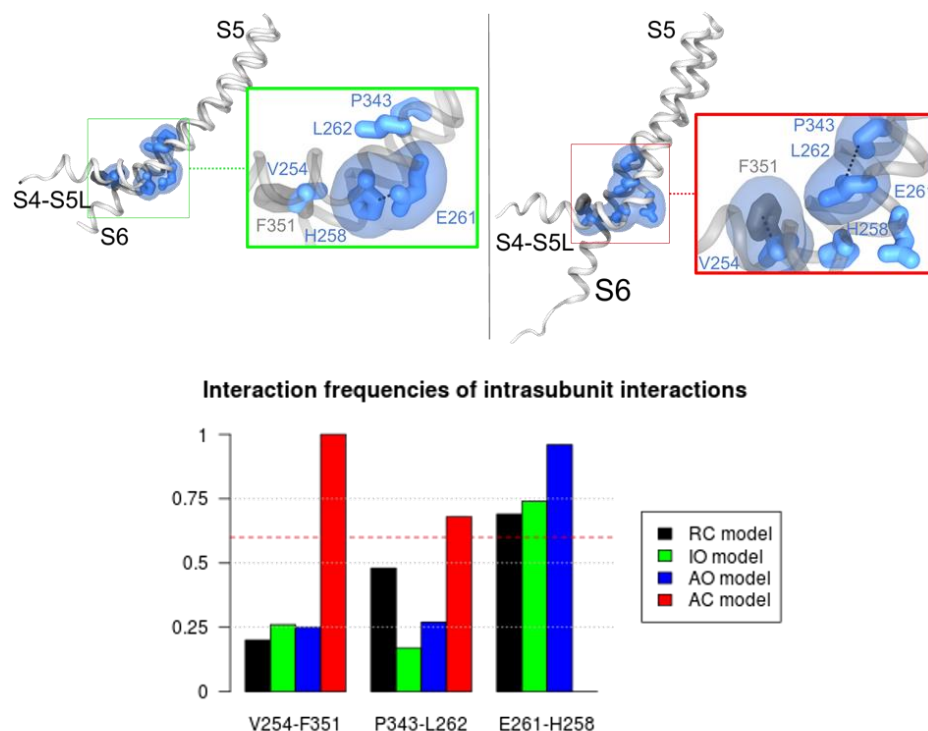 S5
P343
L262
V254
S4-S5L
F351
E261
S6
H258
S5
P343
L262
F351
E261
S4-S5L
H258
V254
S6
Interaction frequencies of intrasubunit interactions
1
0.75
0.5
0.25
0
V254-F351 P343-L262 E261-H258
RC model
IO model
AO model
AC model